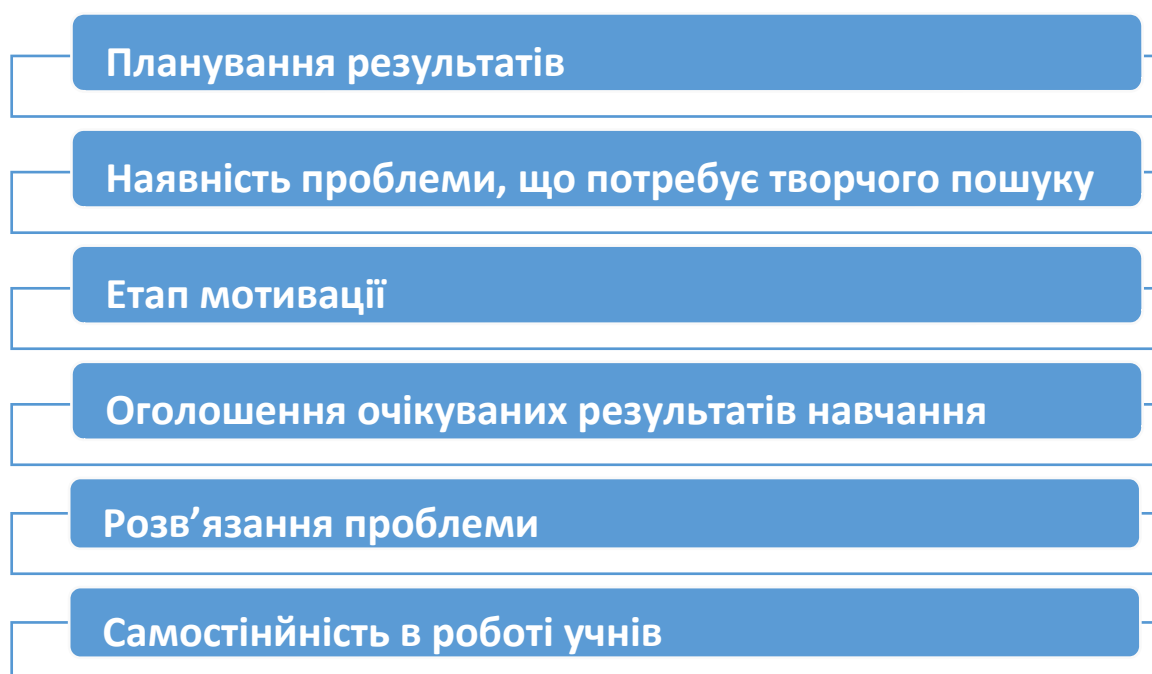 Планування результатів
Наявність проблеми, що потребує творчого пошуку
Етап мотивації
Оголошення очікуваних результатів навчання
Розв’язання проблеми
Самостінйність в роботі учнів